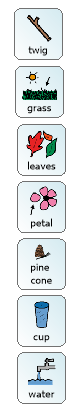 twig
grass
leaves
petal
pine
cone
cup
water